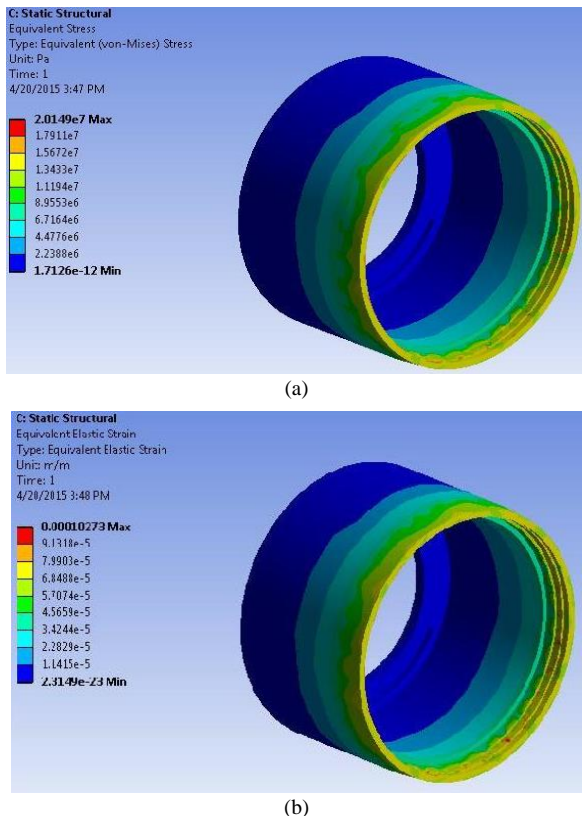 C: Static Structural
Equivalent Stress
Type: Equivalent (von-Mises) Stress
Unit: Pa
Time: 1
4/20/2015 3:47 PM
2.0149e7 Max
1.7911e7
1.5672e7
1.3433e7
1.1194e7
8.9553e6
6.7164e6
4.4776e6
2.2388e6
1.7126e-12 Min
(a)
C: Static Structural
Equivalent Elastic Strain
Type: Equivalent Elastic Strain
Unit: m/m
Time: 1
4/20/2015 3:48 PM
0.00010273 Max
9.1318e-5
7.9903e-5
6.8488e-5
5.7074e-5
4.5659e-5
3.4244e-5
2.2829e-5
1.1415e-5
2.3149e-23 Min
(b)